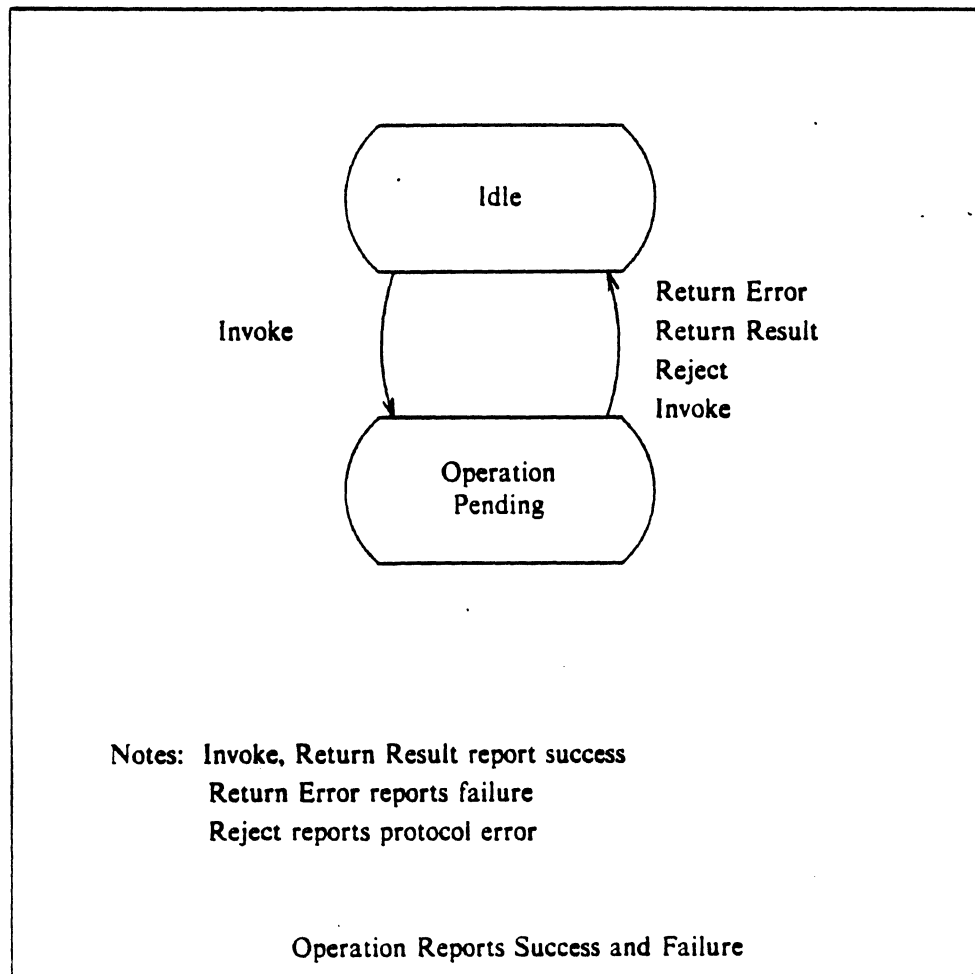 Idle
Invoke
Return Error
Return Result
Reject
Invoke
Operation
Pending
Notes: Invoke, Return Result report success
Return Error reports failure
Reject reports protocol error
Operation Reports Success and Failure